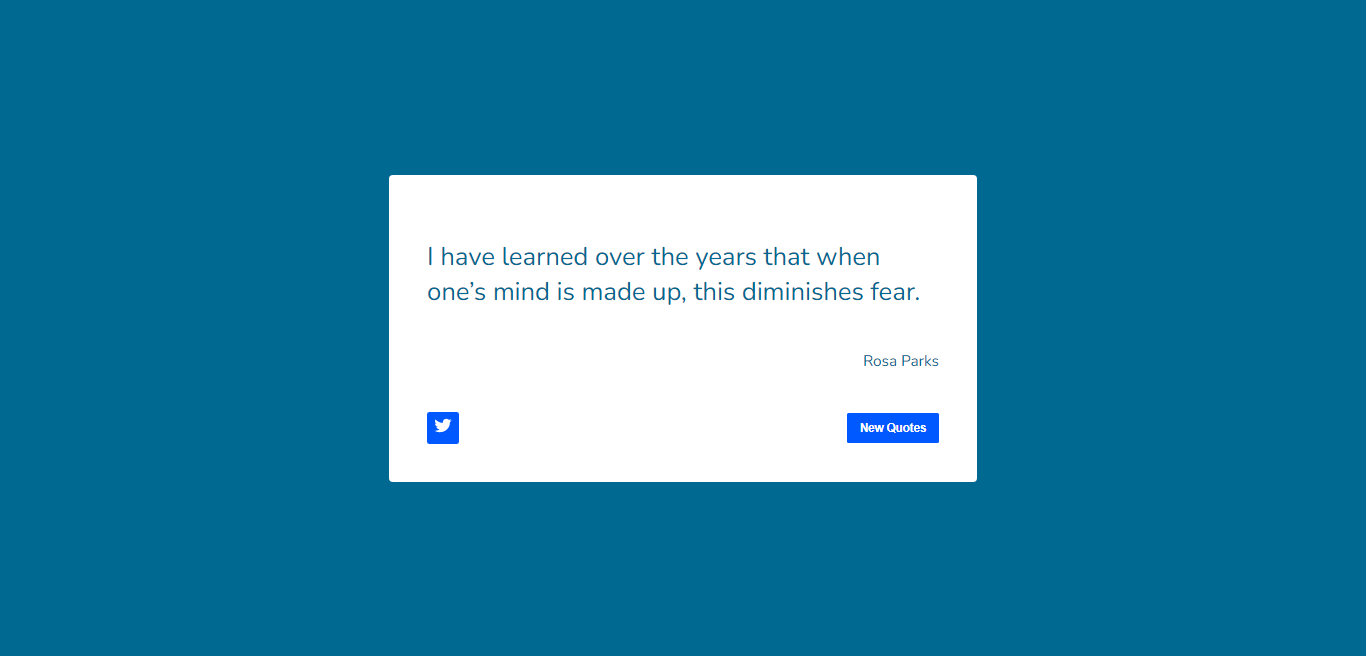 I have learned over the years that when
one’s mind is made up, this diminishes fear.
Rosa Parks
New Quotes